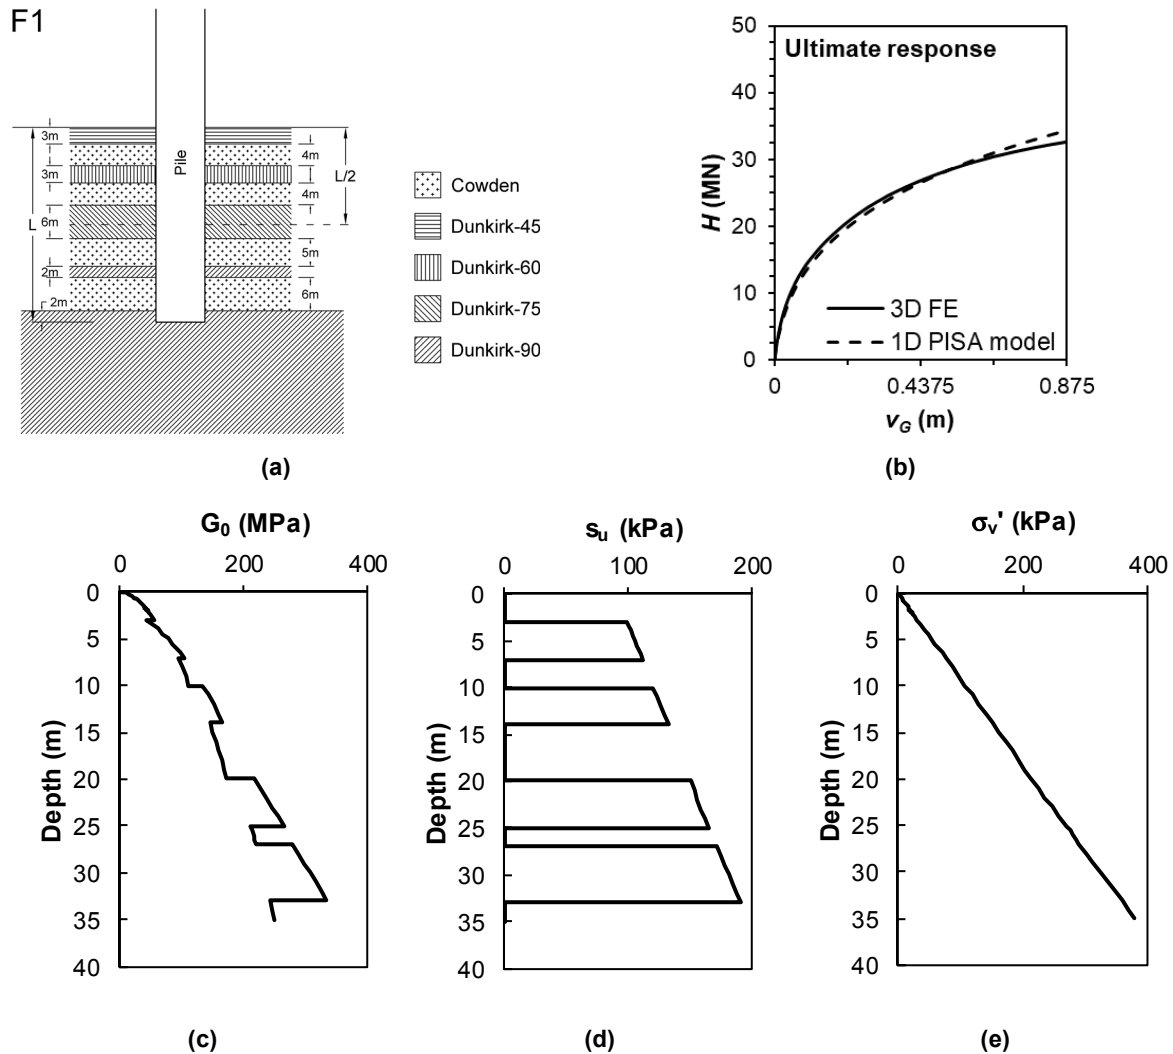 F1
3m
4m
3m
4m
6m
5m
2m
6m
2m
L
L/2
Pile
Cowden
Dunkirk-45
Dunkirk-60
Dunkirk-75
Dunkirk-90
(a)
Ultimate response
50
40
30
20
10
0
H (MN)
3D FE
1D PISA model
0 0.4375 0.875
v_G (m)
(b)
G₀ (MPa)
0 200 400
0
5
10
15
20
25
30
35
40
Depth (m)
(c)
s_u (kPa)
0 100 200
0
5
10
15
20
25
30
35
40
Depth (m)
(d)
σ_v' (kPa)
0 200 400
0
5
10
15
20
25
30
35
40
Depth (m)
(e)